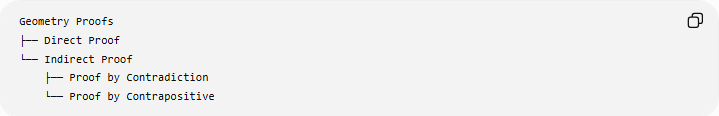 Geometry Proofs
├── Direct Proof
└── Indirect Proof
    ├── Proof by Contradiction
    └── Proof by Contrapositive